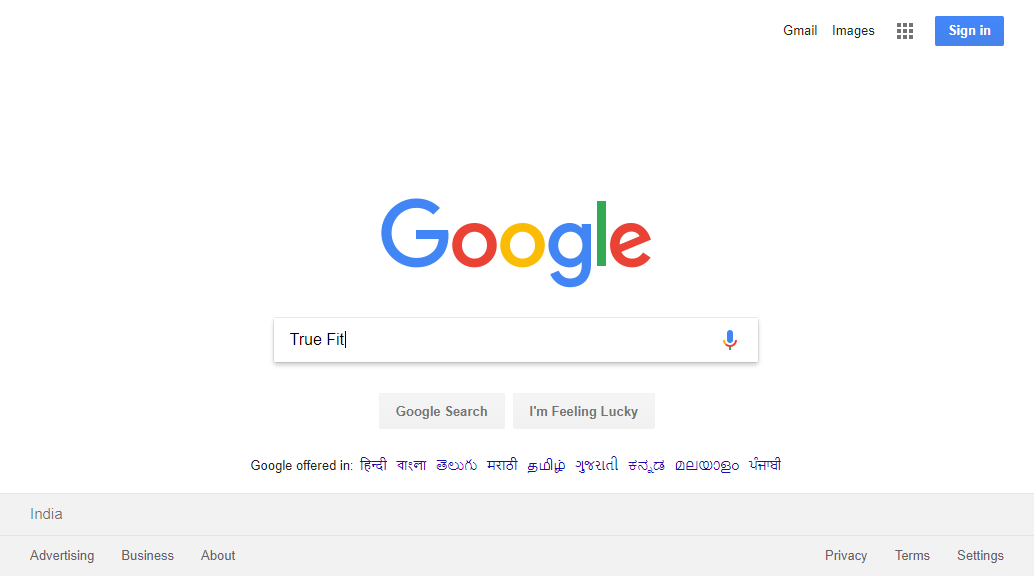 Gmail Images Sign in
Google
True Fit
Google Search I'm Feeling Lucky
Google offered in: हिन्दी বাংলা తెలుగు मराठी தமிழ் ગુજરાતી ಕನ್ನಡ മലയാളം ਪੰਜਾਬੀ
India
Advertising Business About Privacy Terms Settings